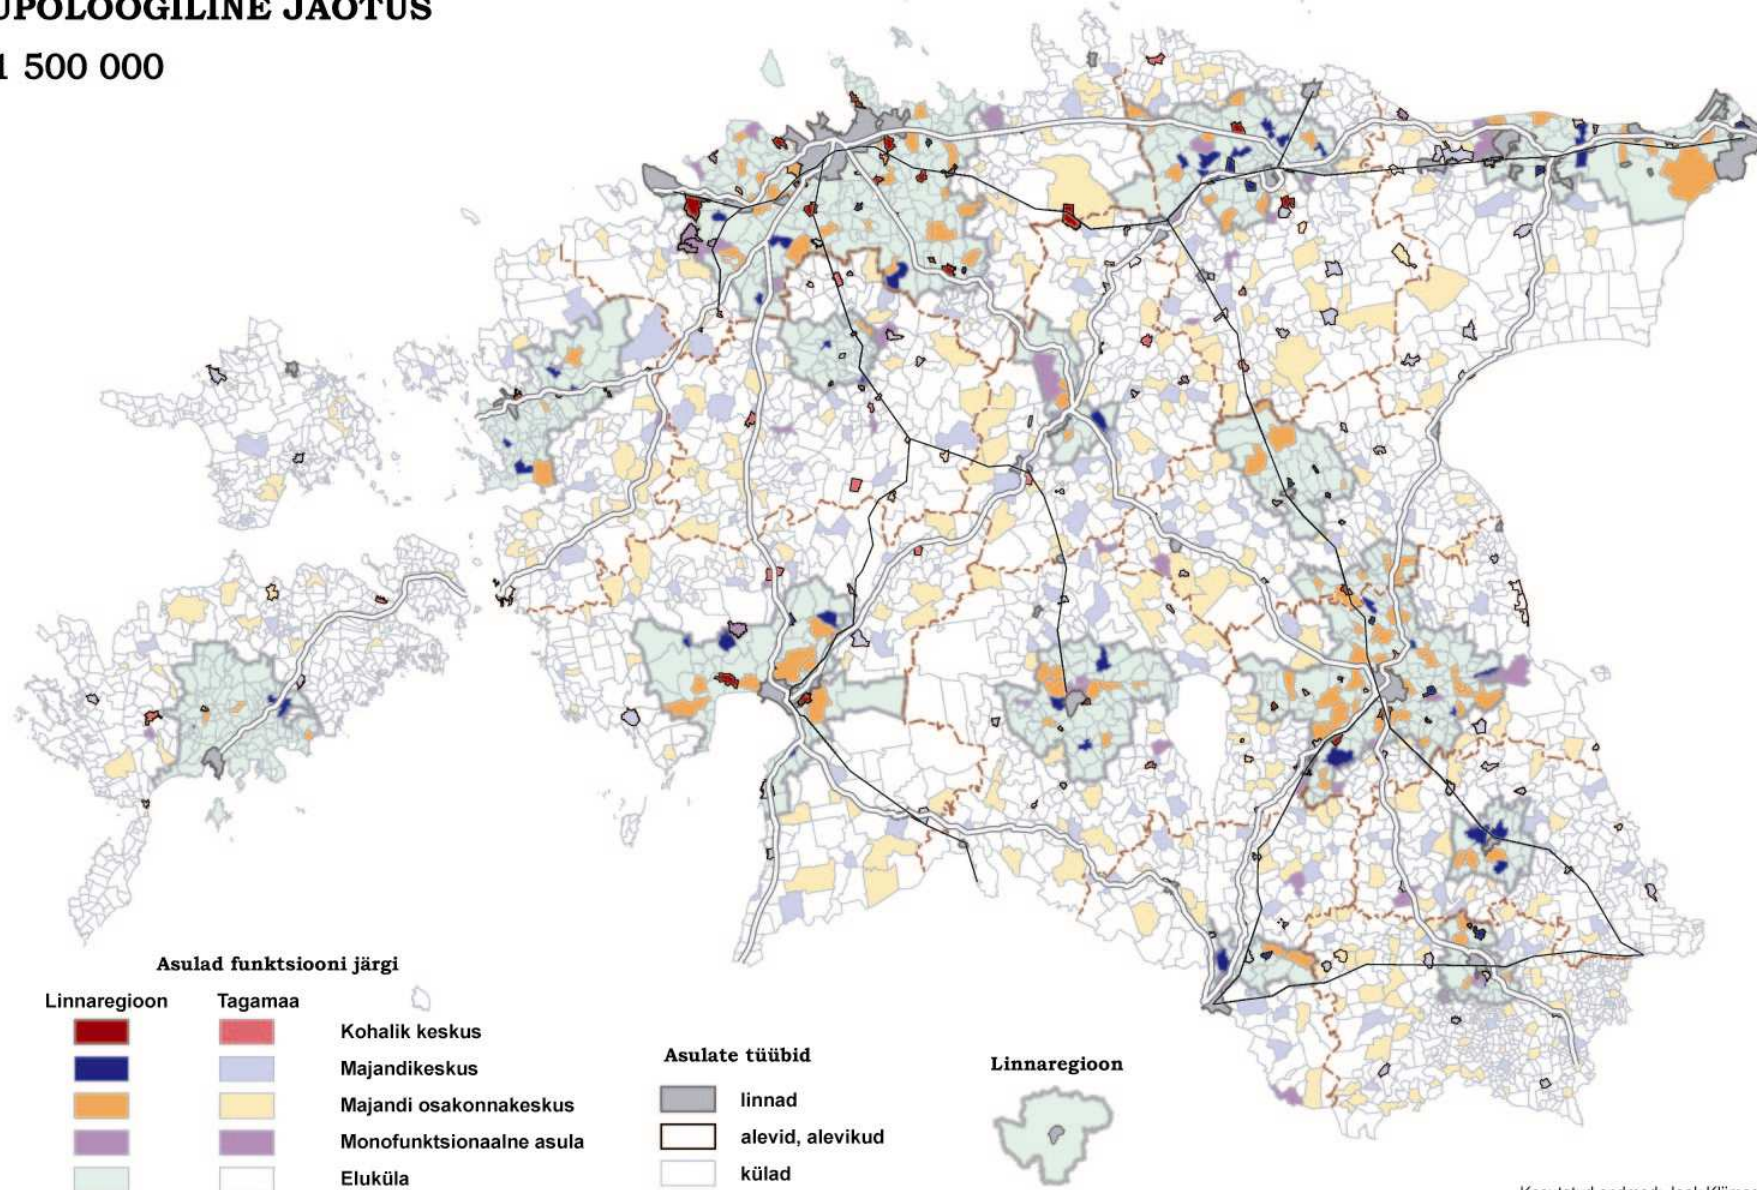 UPOLOOGILINE JAOTUS
1 500 000
Asulad funktsiooni järgi
Linnaregioon Tagamaa
Kohalik keskus
Majandikeskus
Majandi osakonnakeskus
Monofunktsionaalne asula
Eluküla
Asulate tüübid
linnad
alevid, alevikud
külad
Linnaregioon